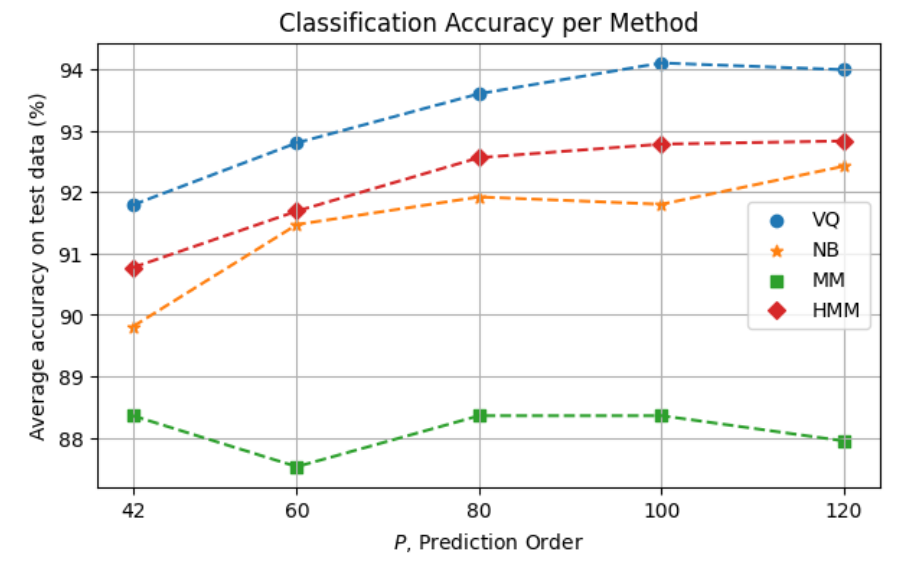 Classification Accuracy per Method
Average accuracy on test data (%)
94
93
92
91
90
89
88
VQ
NB
MM
HMM
42 60 80 100 120
P, Prediction Order